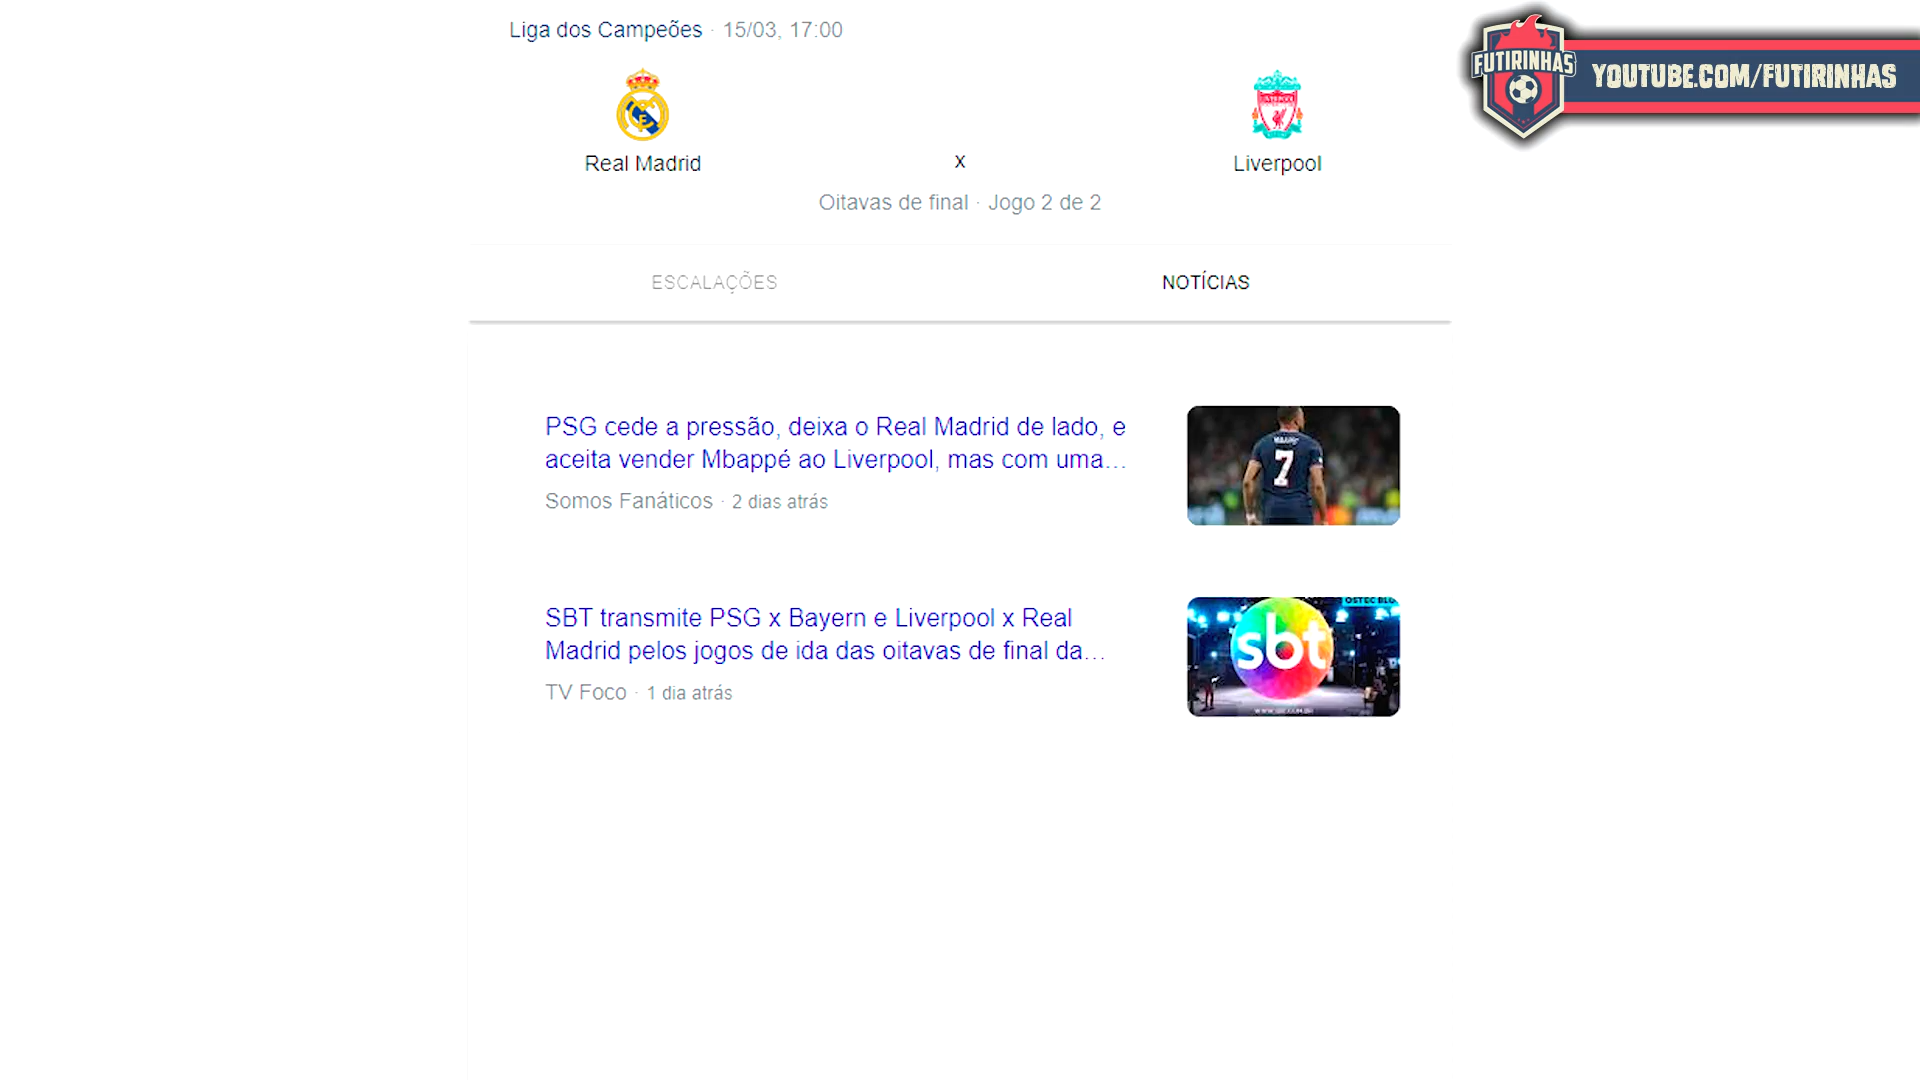 Liga dos Campeões · 15/03, 17:00
FUTIRINHAS
YOUTUBE.COM/FUTIRINHAS
LIVERPOOL
Real Madrid
x
Liverpool
Oitavas de final · Jogo 2 de 2
ESCALAÇÕES
NOTÍCIAS
PSG cede a pressão, deixa o Real Madrid de lado, e
aceita vender Mbappé ao Liverpool, mas com uma...
Somos Fanáticos · 2 dias atrás
7
SBT transmite PSG x Bayern e Liverpool x Real
Madrid pelos jogos de ida das oitavas de final da...
TV Foco · 1 dia atrás
sbt